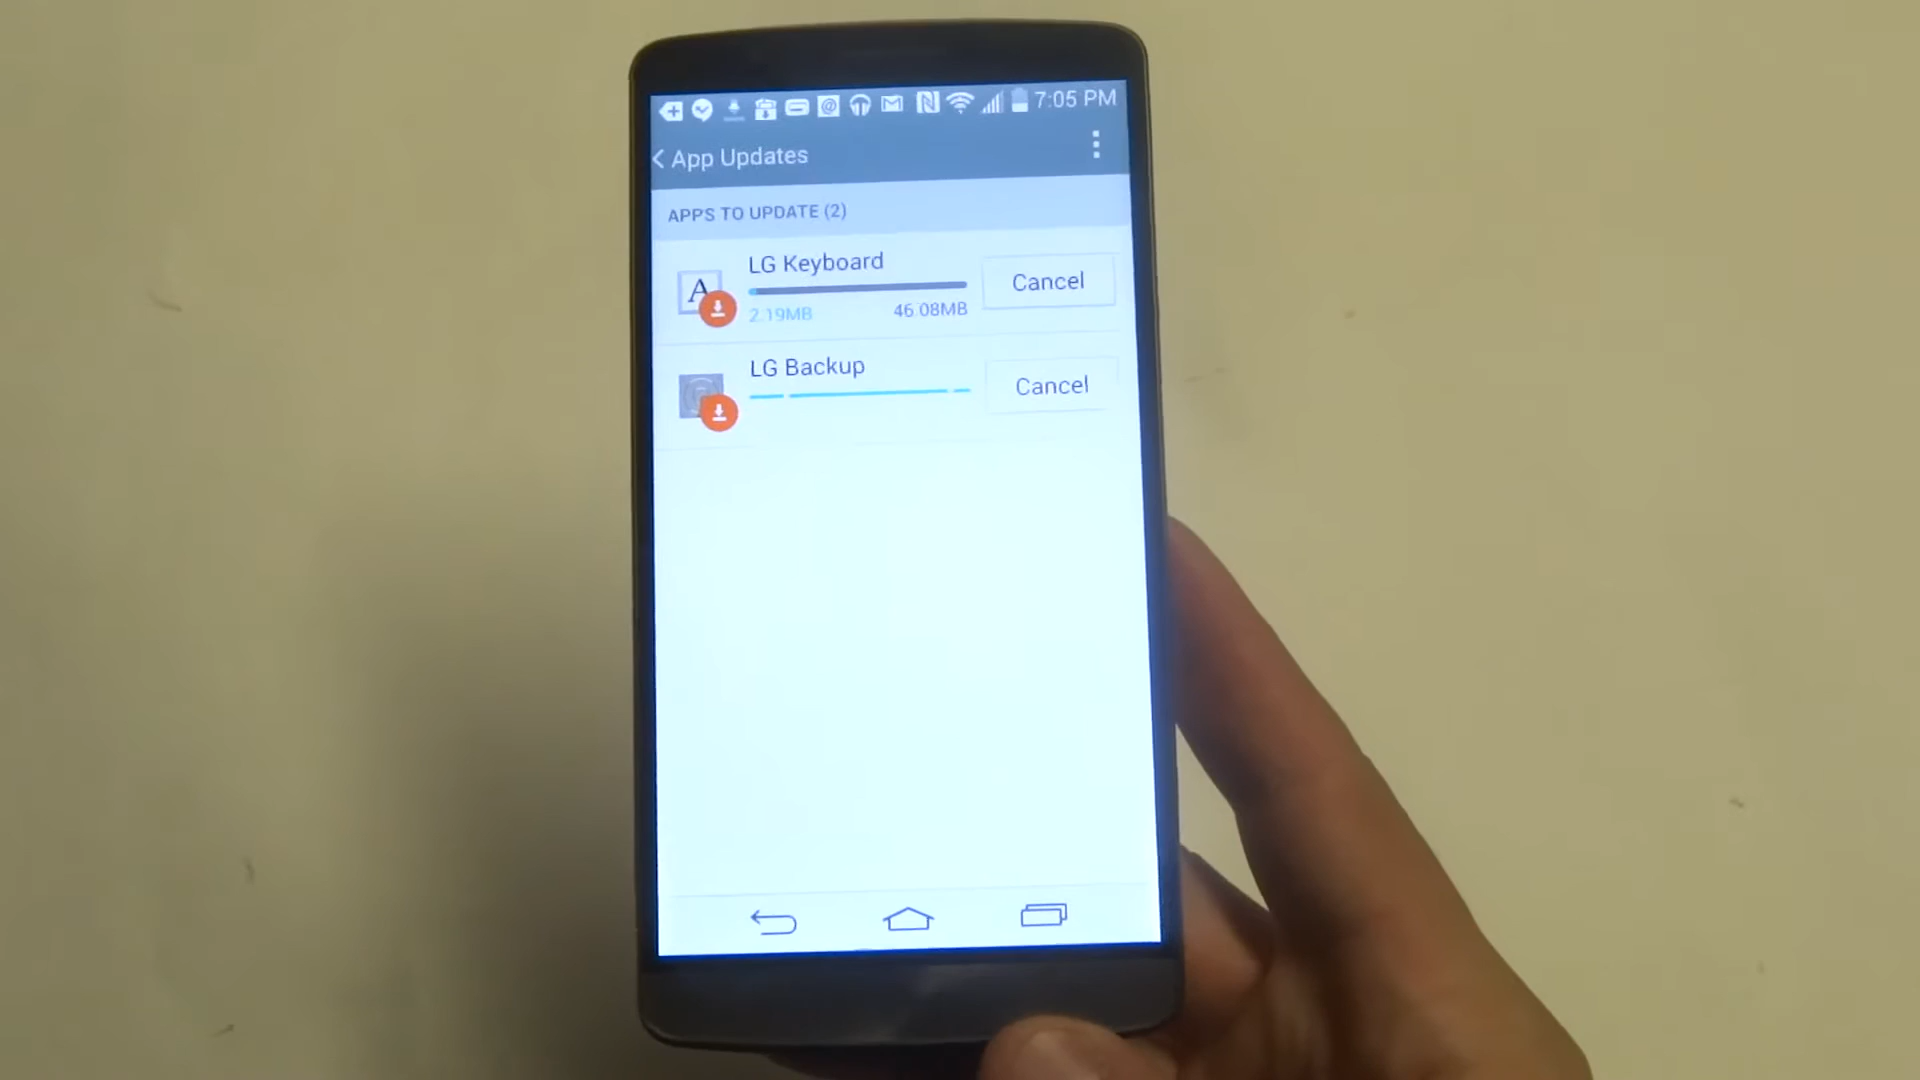 7:05 PM
App Updates
APPS TO UPDATE (2)
LG Keyboard
2.19MB 46.08MB
Cancel
LG Backup
Cancel